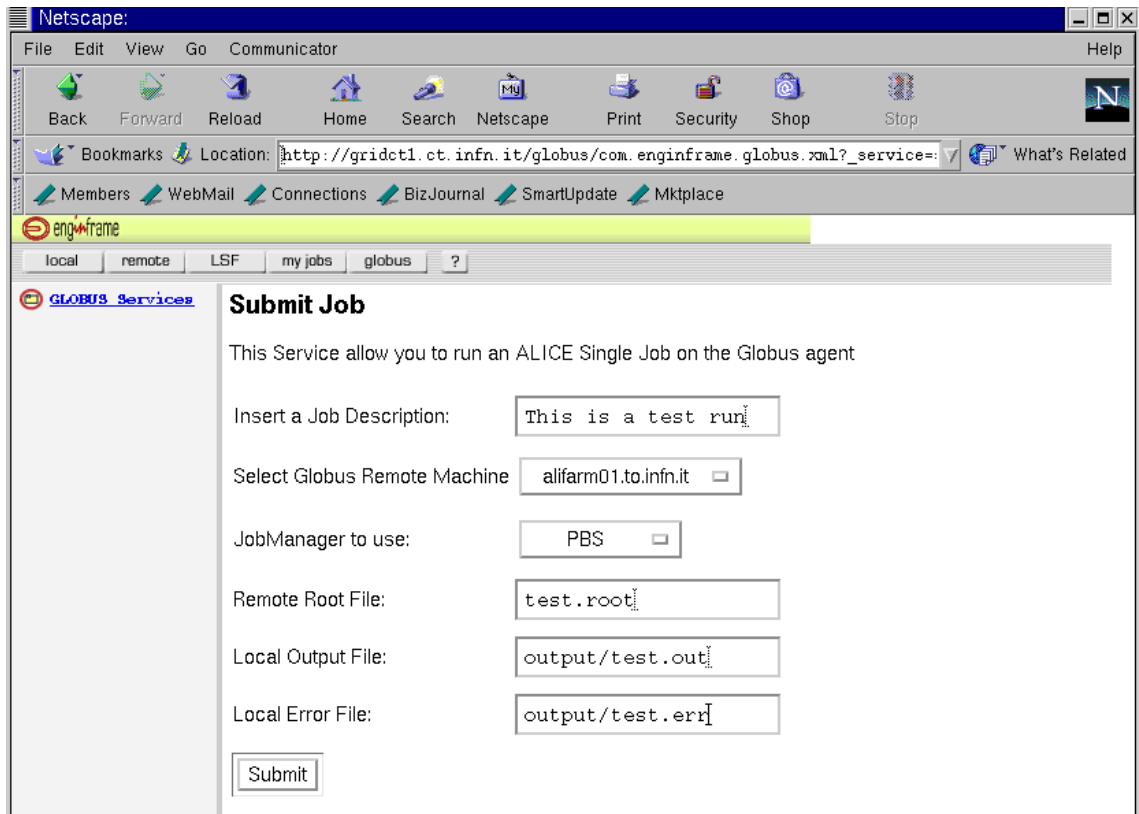 Netscape:
File Edit View Go Communicator Help
Back Forward Reload Home Search Netscape Print Security Shop Stop
My
N
Bookmarks Location: http://gridct1.ct.infn.it/globus/com.enginframe.globus.xml?_service=: What's Related
Members WebMail Connections BizJournal SmartUpdate Mktplace
enginframe
local remote LSF my jobs globus ?
GLOBUS Services
Submit Job
This Service allow you to run an ALICE Single Job on the Globus agent
Insert a Job Description: This is a test run
Select Globus Remote Machine alifarm01.to.infn.it
JobManager to use: PBS
Remote Root File: test.root
Local Output File: output/test.out
Local Error File: output/test.err
Submit